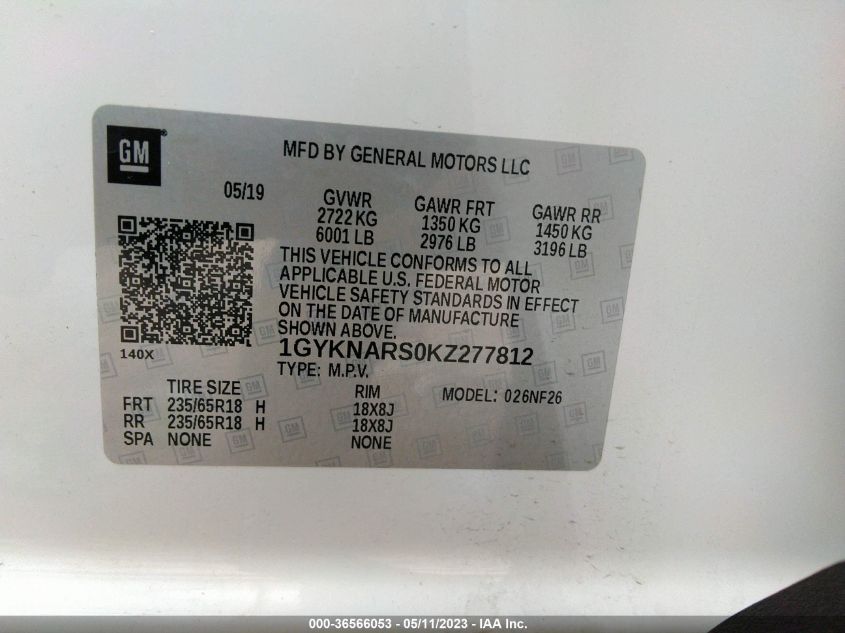 GM
MFD BY GENERAL MOTORS LLC
05/19
GVWR
2722 KG
6001 LB
GAWR FRT
1350 KG
2976 LB
GAWR RR
1450 KG
3196 LB
THIS VEHICLE CONFORMS TO ALL
APPLICABLE U.S. FEDERAL MOTOR
VEHICLE SAFETY STANDARDS IN EFFECT
ON THE DATE OF MANUFACTURE
SHOWN ABOVE.
140X
1GYKNARS0KZ277812
TYPE: M.P.V.
TIRE SIZE
RIM
MODEL: 026NF26
FRT 235/65R18 H 18X8J
RR 235/65R18 H 18X8J
SPA NONE NONE
000-36566053 - 05/11/2023 - IAA Inc.